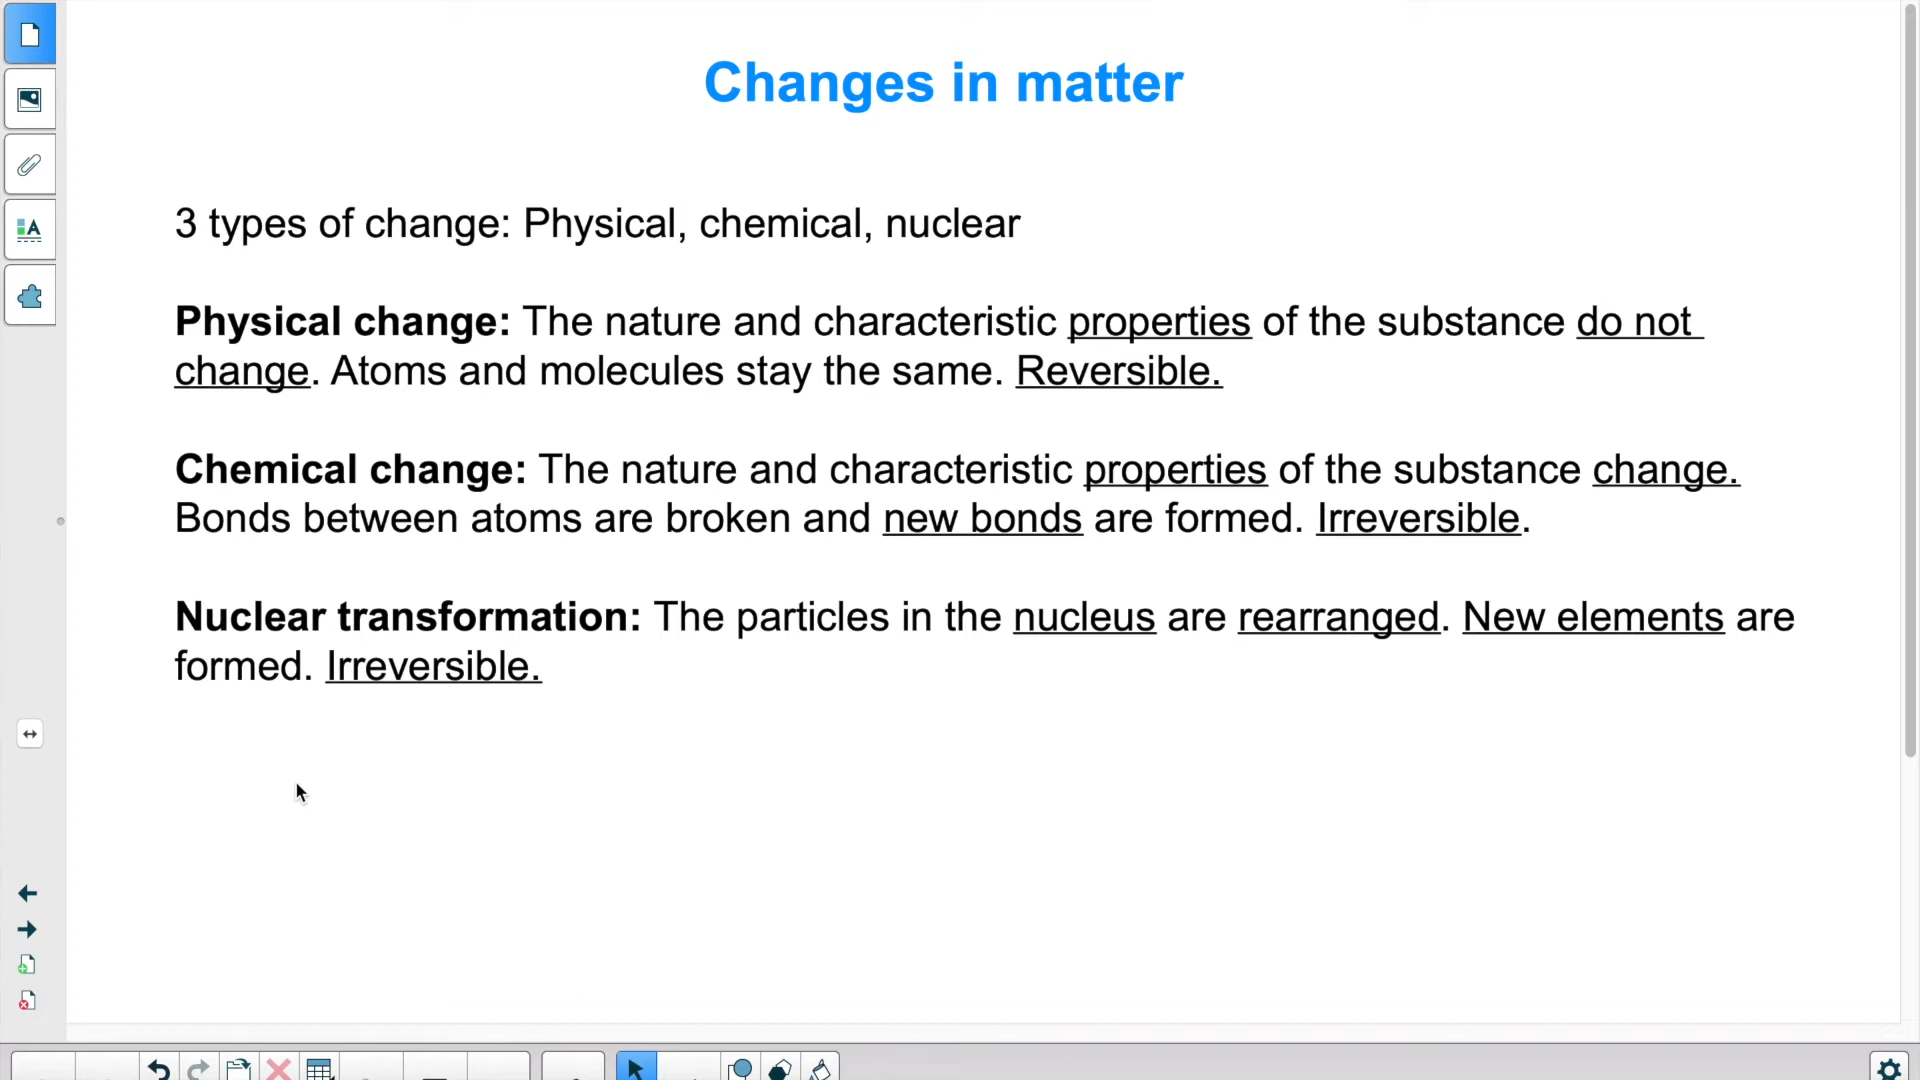 Changes in matter
3 types of change: Physical, chemical, nuclear
Physical change: The nature and characteristic properties of the substance do not
change. Atoms and molecules stay the same. Reversible.
Chemical change: The nature and characteristic properties of the substance change.
Bonds between atoms are broken and new bonds are formed. Irreversible.
Nuclear transformation: The particles in the nucleus are rearranged. New elements are
formed. Irreversible.